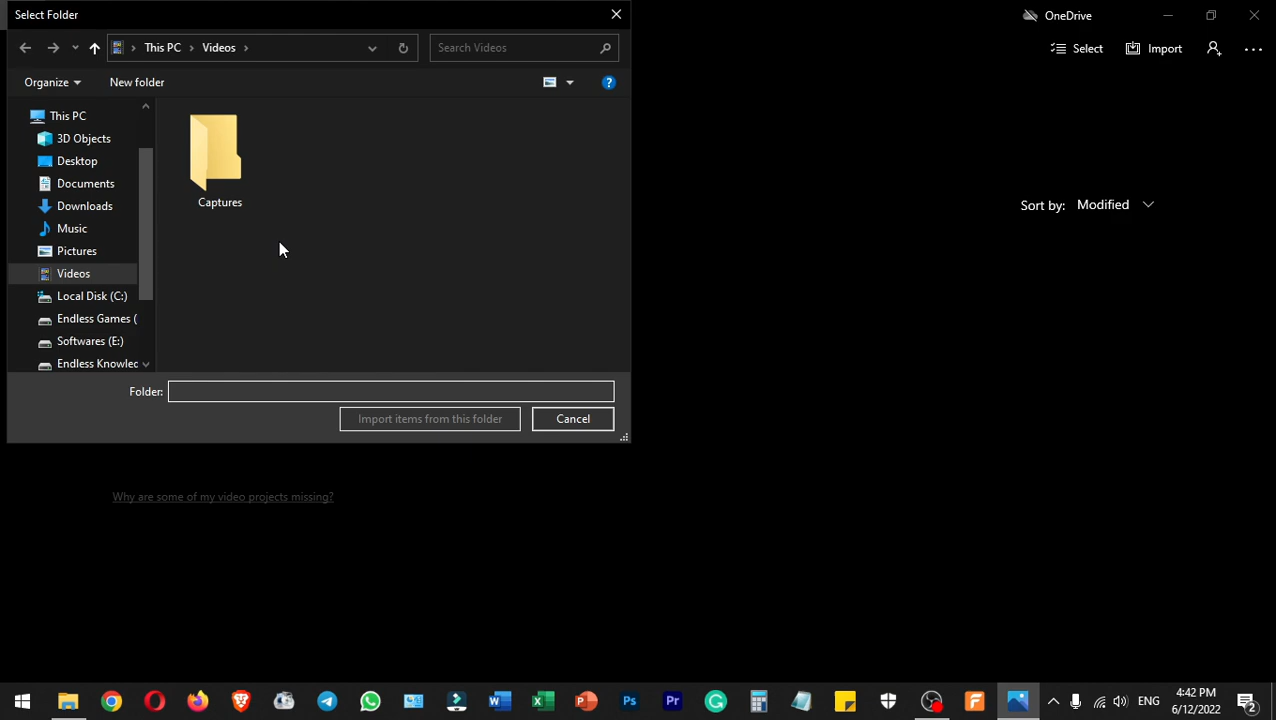 Select Folder
OneDrive
This PC
Videos
Search Videos
Select
Import
Organize
New folder
This PC
3D Objects
Desktop
Documents
Downloads
Music
Pictures
Videos
Local Disk (C:)
Endless Games (
Softwares (E:)
Endless Knowlec
Captures
Sort by: Modified
Folder:
Import items from this folder
Cancel
Why are some of my video projects missing?
ENG
4:42 PM
6/12/2022
2